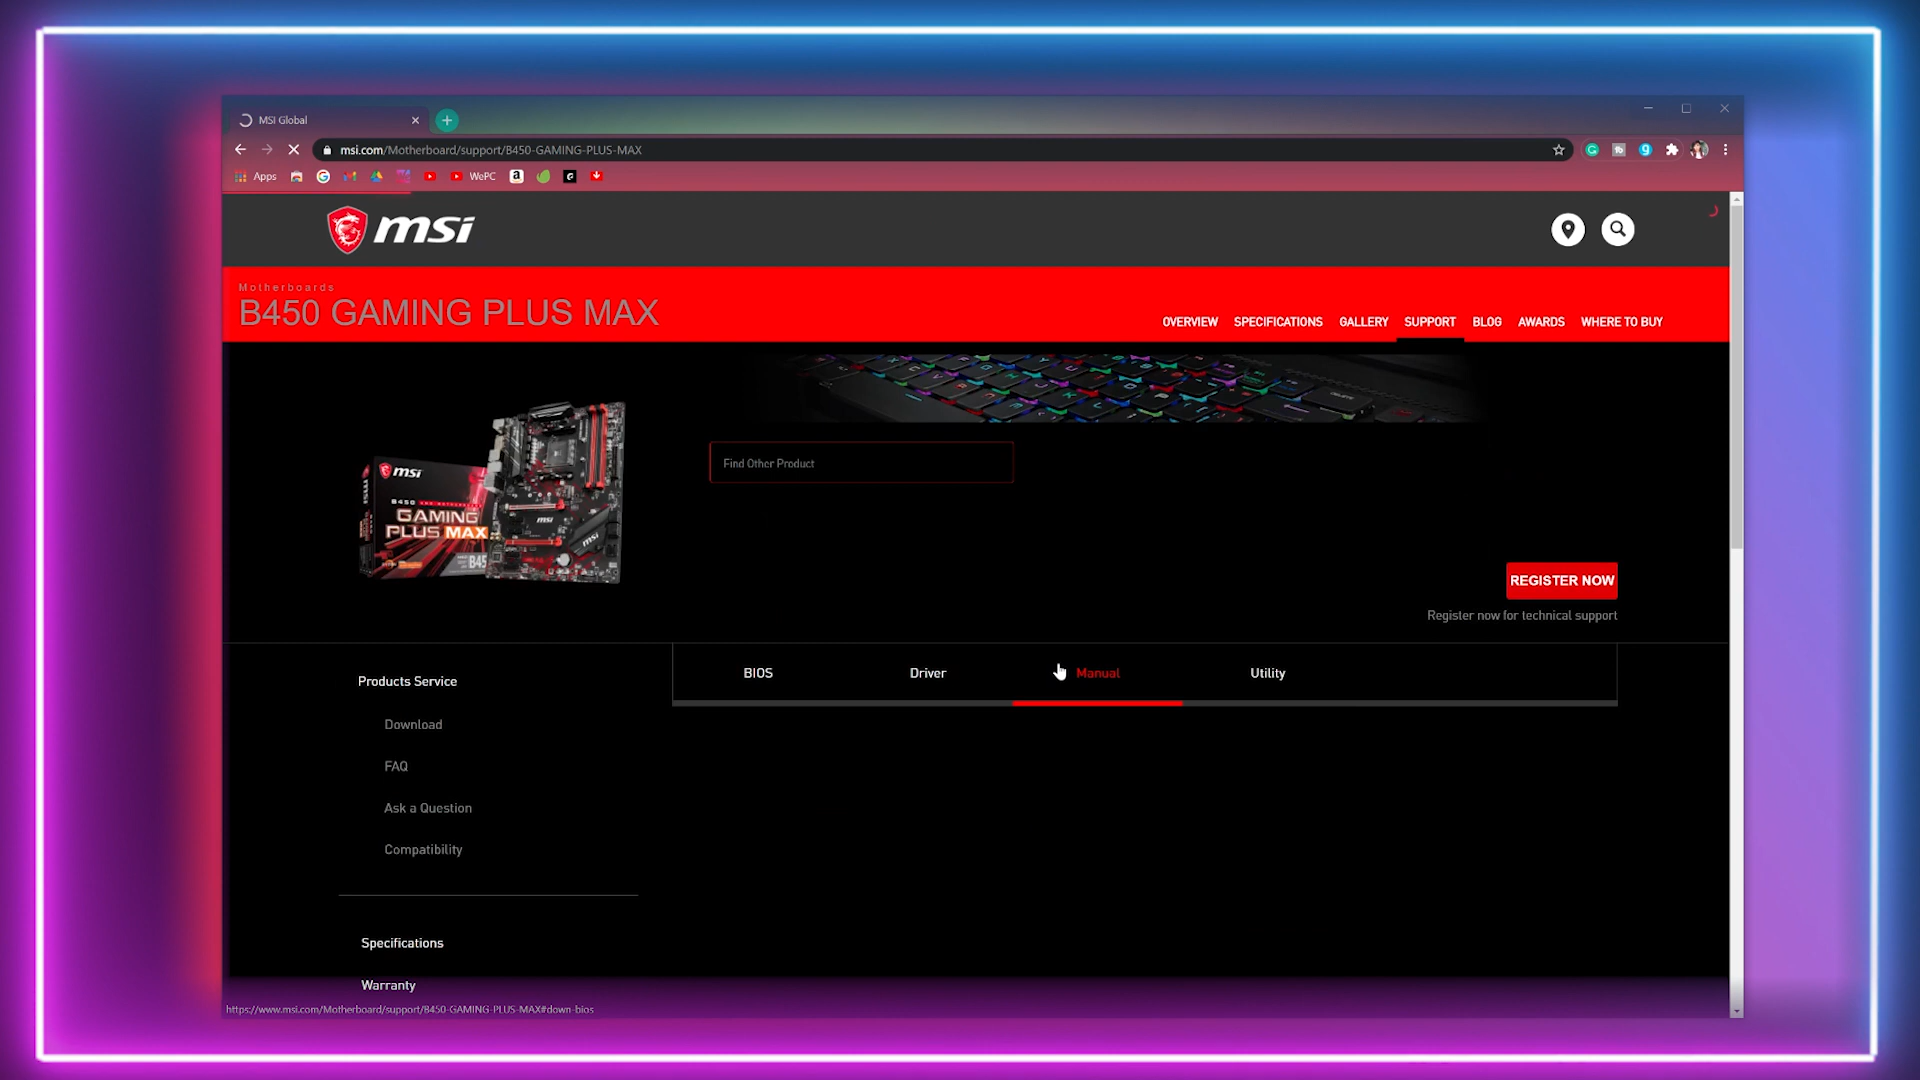 MSI Global
msi.com/Motherboard/support/B450-GAMING-PLUS-MAX
Apps
WePC
msi
Motherboards
B450 GAMING PLUS MAX
OVERVIEW SPECIFICATIONS GALLERY SUPPORT BLOG AWARDS WHERE TO BUY
msi
B450
GAMING
PLUS MAX
B45
msi
msi
Find Other Product
REGISTER NOW
Register now for technical support
BIOS Driver Manual Utility
Products Service
Download
FAQ
Ask a Question
Compatibility
Specifications
Warranty
https://www.msi.com/Motherboard/support/B450-GAMING-PLUS-MAX#down-bios